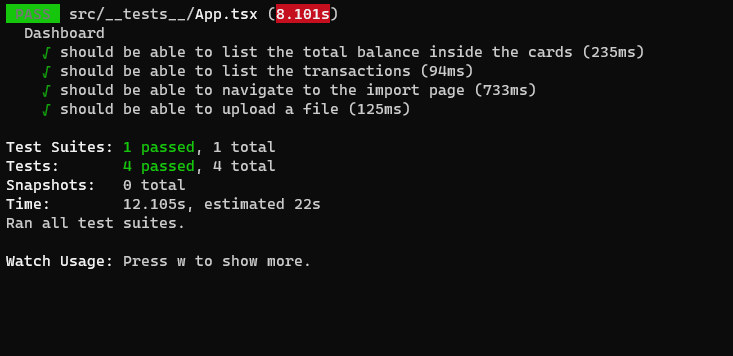 PASS src/__tests__/App.tsx (8.101s)
Dashboard
√ should be able to list the total balance inside the cards (235ms)
√ should be able to list the transactions (94ms)
√ should be able to navigate to the import page (733ms)
√ should be able to upload a file (125ms)
Test Suites: 1 passed, 1 total
Tests: 4 passed, 4 total
Snapshots: 0 total
Time: 12.105s, estimated 22s
Ran all test suites.
Watch Usage: Press w to show more.